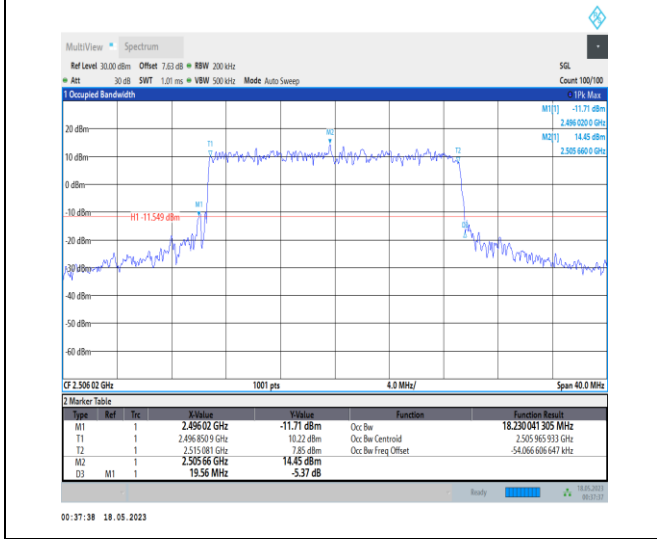 MultiView Spectrum
Ref Level 30.00 dBm Offset 7.63 dB RBW 200 kHz SGL
Att 30 dB SWT 1.01 ms VBW 500 kHz Mode Auto Sweep Count 100/100
1 Occupied Bandwidth 1Pk Max
M1[1] -11.71 dBm
2.496 020 0 GHz
M2[1] 14.45 dBm
2.505 660 0 GHz
20 dBm
M2
T1
T2
10 dBm
0 dBm
M1
-10 dBm
H1 -11.549 dBm
-20 dBm
-30 dBm
-40 dBm
-50 dBm
-60 dBm
CF 2.506 02 GHz 1001 pts 4.0 MHz/ Span 40.0 MHz
2 Marker Table
Type Ref Trc X-Value Y-Value Function Function Result
M1 1 2.496 02 GHz -11.71 dBm Occ Bw 18.230 041 305 MHz
T1 1 2.496 850 9 GHz 10.22 dBm Occ Bw Centroid 2.505 965 933 GHz
T2 1 2.515 081 GHz 7.85 dBm Occ Bw Freq Offset -54.066 606 647 kHz
M2 1 2.505 66 GHz 14.45 dBm
D3 M1 1 19.56 MHz -5.37 dB
Ready 18.05.2023
00:37:37
00:37:38 18.05.2023